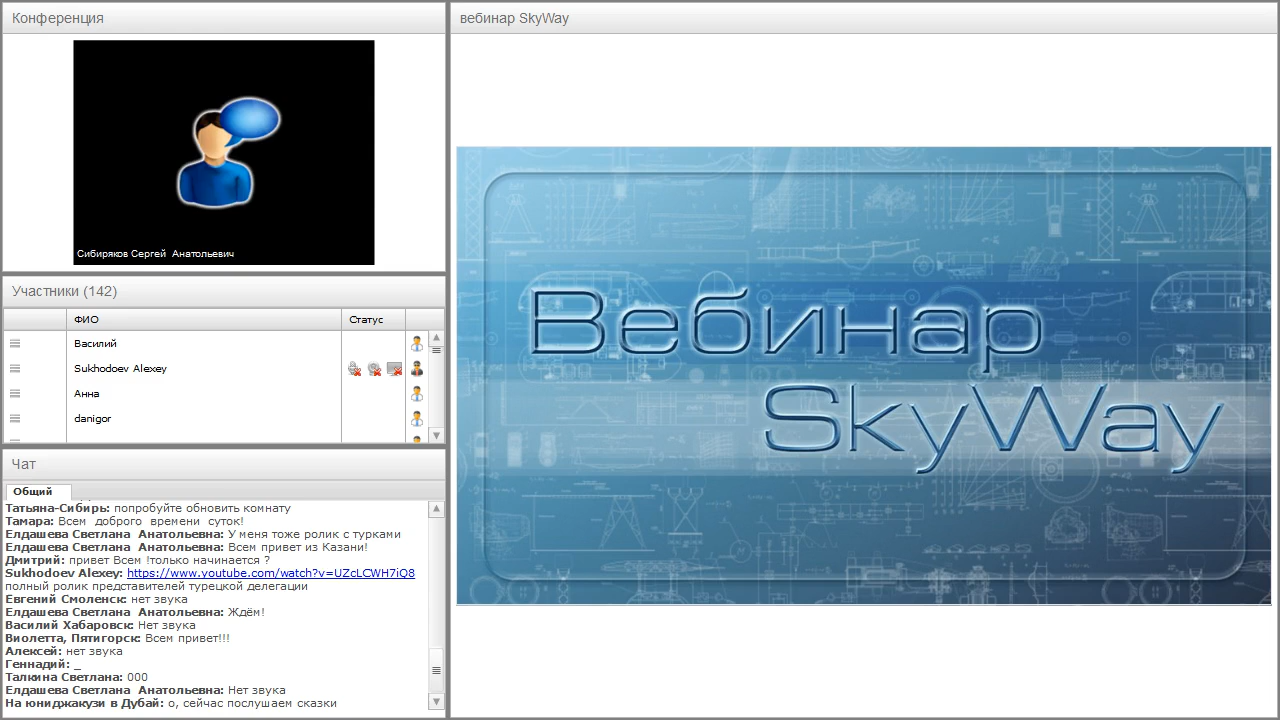 Конференция
Сибиряков Сергей Анатольевич
Участники (142)
ФИО Статус
Василий
Sukhodoev Alexey
Анна
danigor
Чат
Общий
Татьяна-Сибирь: попробуйте обновить комнату
Тамара: Всем доброго времени суток!
Елдашева Светлана Анатольевна: У меня тоже ролик с турками
Елдашева Светлана Анатольевна: Всем привет из Казани!
Дмитрий: привет Всем !только начинается ?
Sukhodoev Alexey: https://www.youtube.com/watch?v=UZcLCWH7iQ8
полный ролик представителей турецкой делегации
Евгений Смоленск: нет звука
Елдашева Светлана Анатольевна: Ждём!
Василий Хабаровск: Нет звука
Виолетта, Пятигорск: Всем привет!!!
Алексей: нет звука
Геннадий: _
Талкина Светлана: 000
Елдашева Светлана Анатольевна: Нет звука
На юниджакузи в Дубай: о, сейчас послушаем сказки
вебинар SkyWay
Вебинар
SkyWay